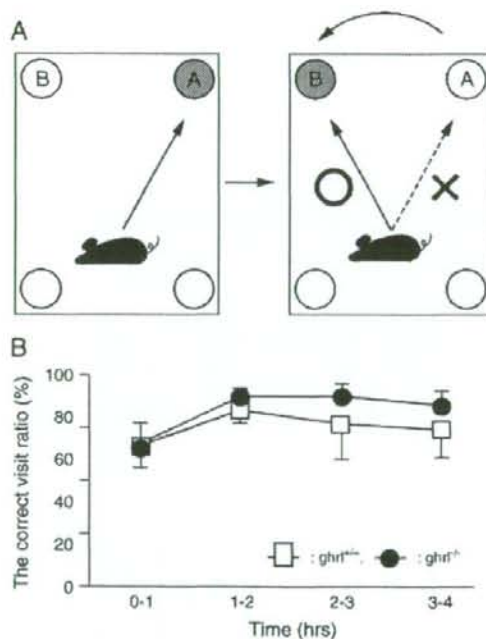 A
B A B A
B
The correct visit ratio (%)
100
80
60
40
20
0
: ghrl+/+, : ghrl-/-
0-1 1-2 2-3 3-4
Time (hrs)